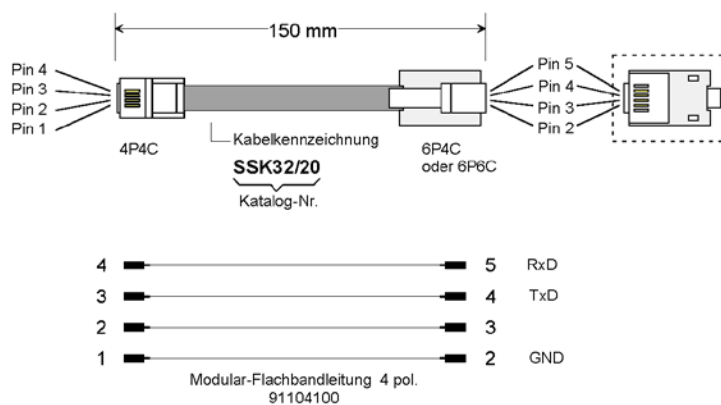 150 mm
Pin 4
Pin 3
Pin 2
Pin 1
Pin 5
Pin 4
Pin 3
Pin 2
4P4C
Kabelkennzeichnung
SSK32/20
Katalog-Nr.
6P4C
oder 6P6C
4 5 RxD
3 4 TxD
2 3
1 2 GND
Modular-Flachbandleitung 4 pol.
91104100